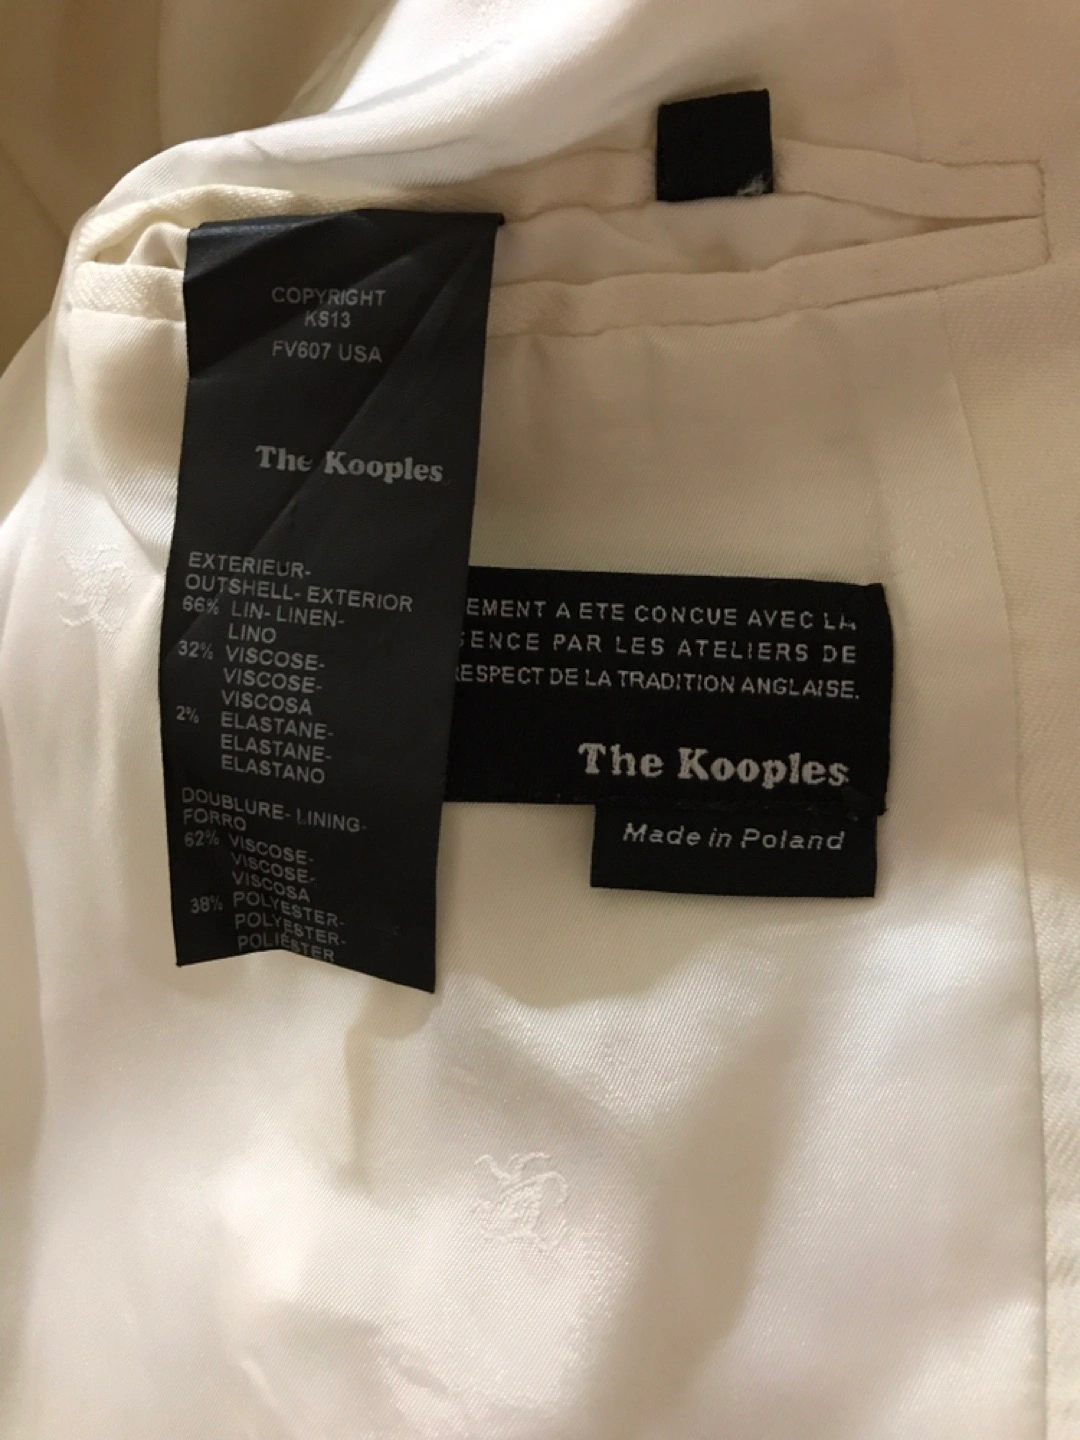 COPYRIGHT
KS13
FV607 USA
The Kooples
EXTERIEUR-
OUTSHELL- EXTERIOR
66% LIN- LINEN-
LINO
32% VISCOSE-
VISCOSE-
VISCOSA
2% ELASTANE-
ELASTANE-
ELASTANO
DOUBLURE- LINING-
FORRO
62% VISCOSE-
VISCOSE-
VISCOSA
38% POLYESTER-
POLYESTER-
POLIÉSTER
EMENT A ETE CONCUE AVEC LA
ENCE PAR LES ATELIERS DE
RESPECT DE LA TRADITION ANGLAISE.
The Kooples
Made in Poland